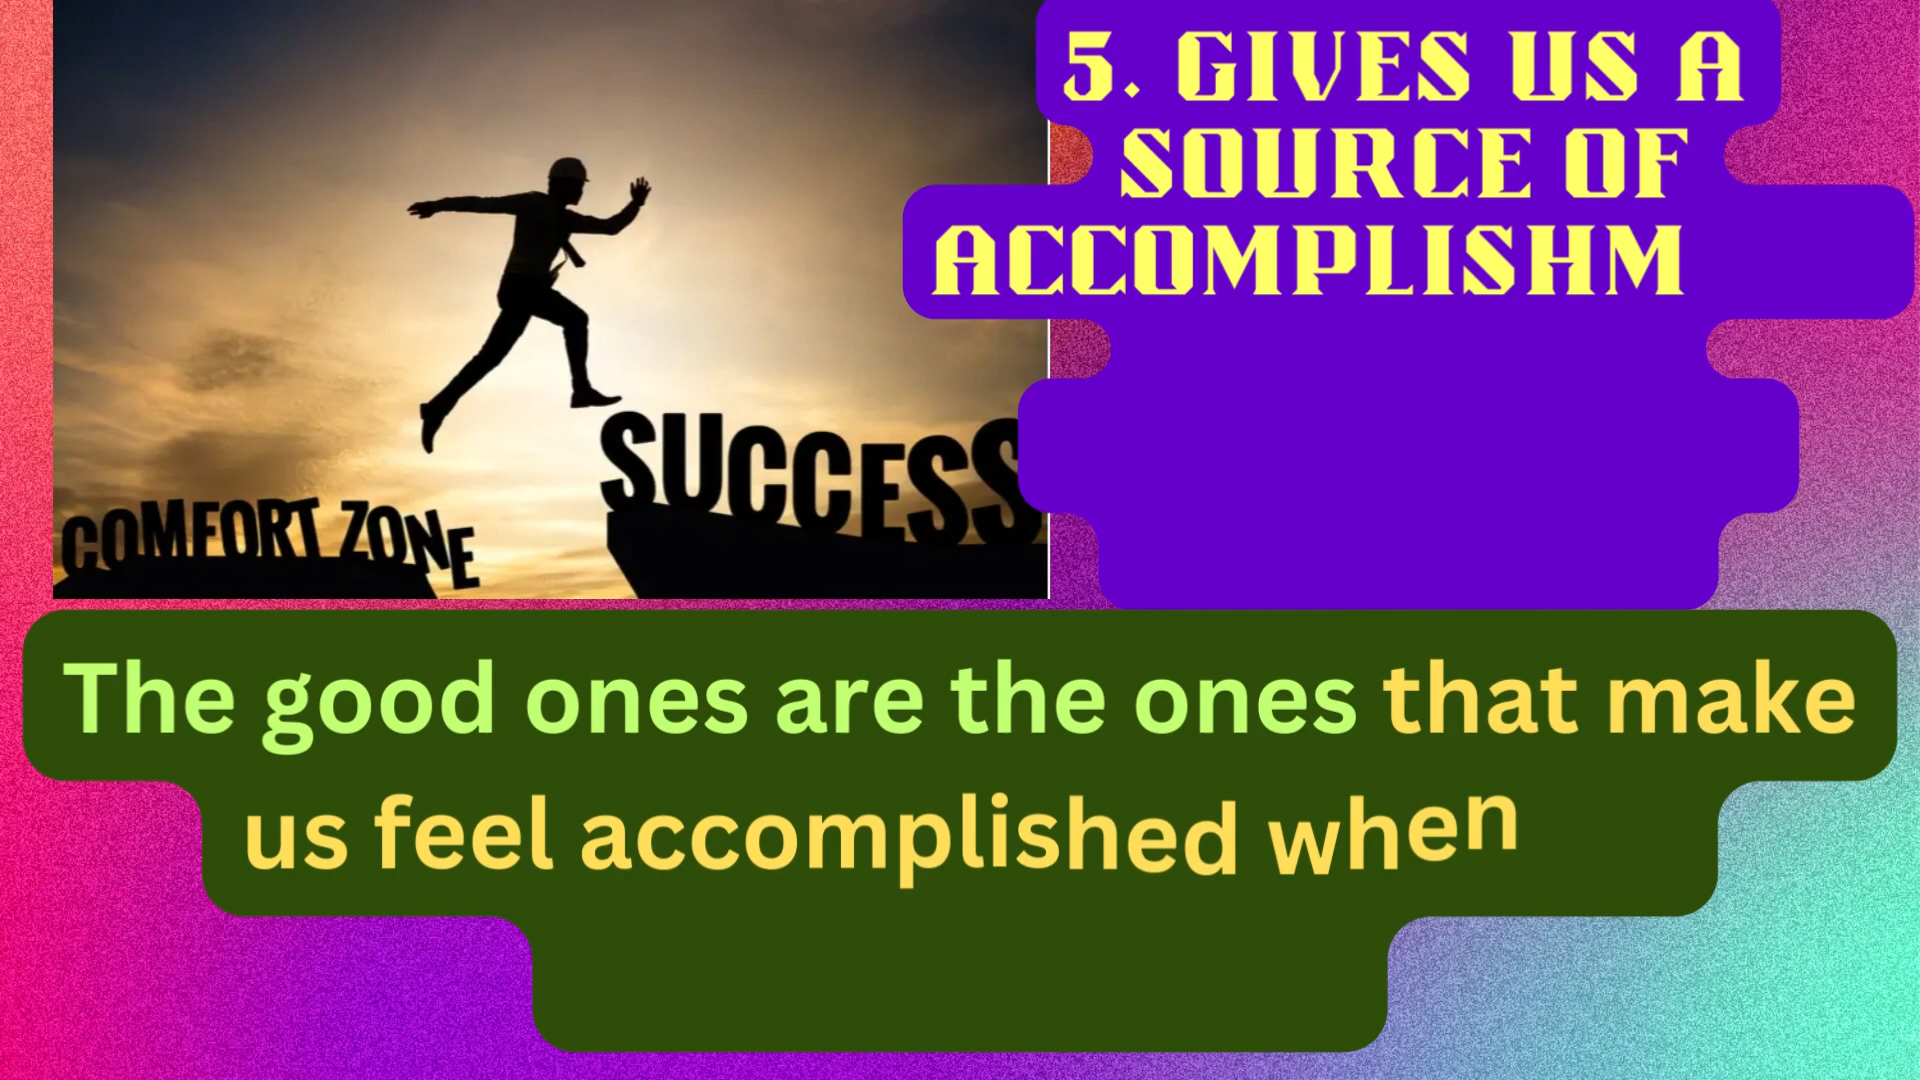 5. GIVES US A
SOURCE OF
ACCOMPLISHM
COMFORT ZONE
SUCCESS
The good ones are the ones that make
us feel accomplished when